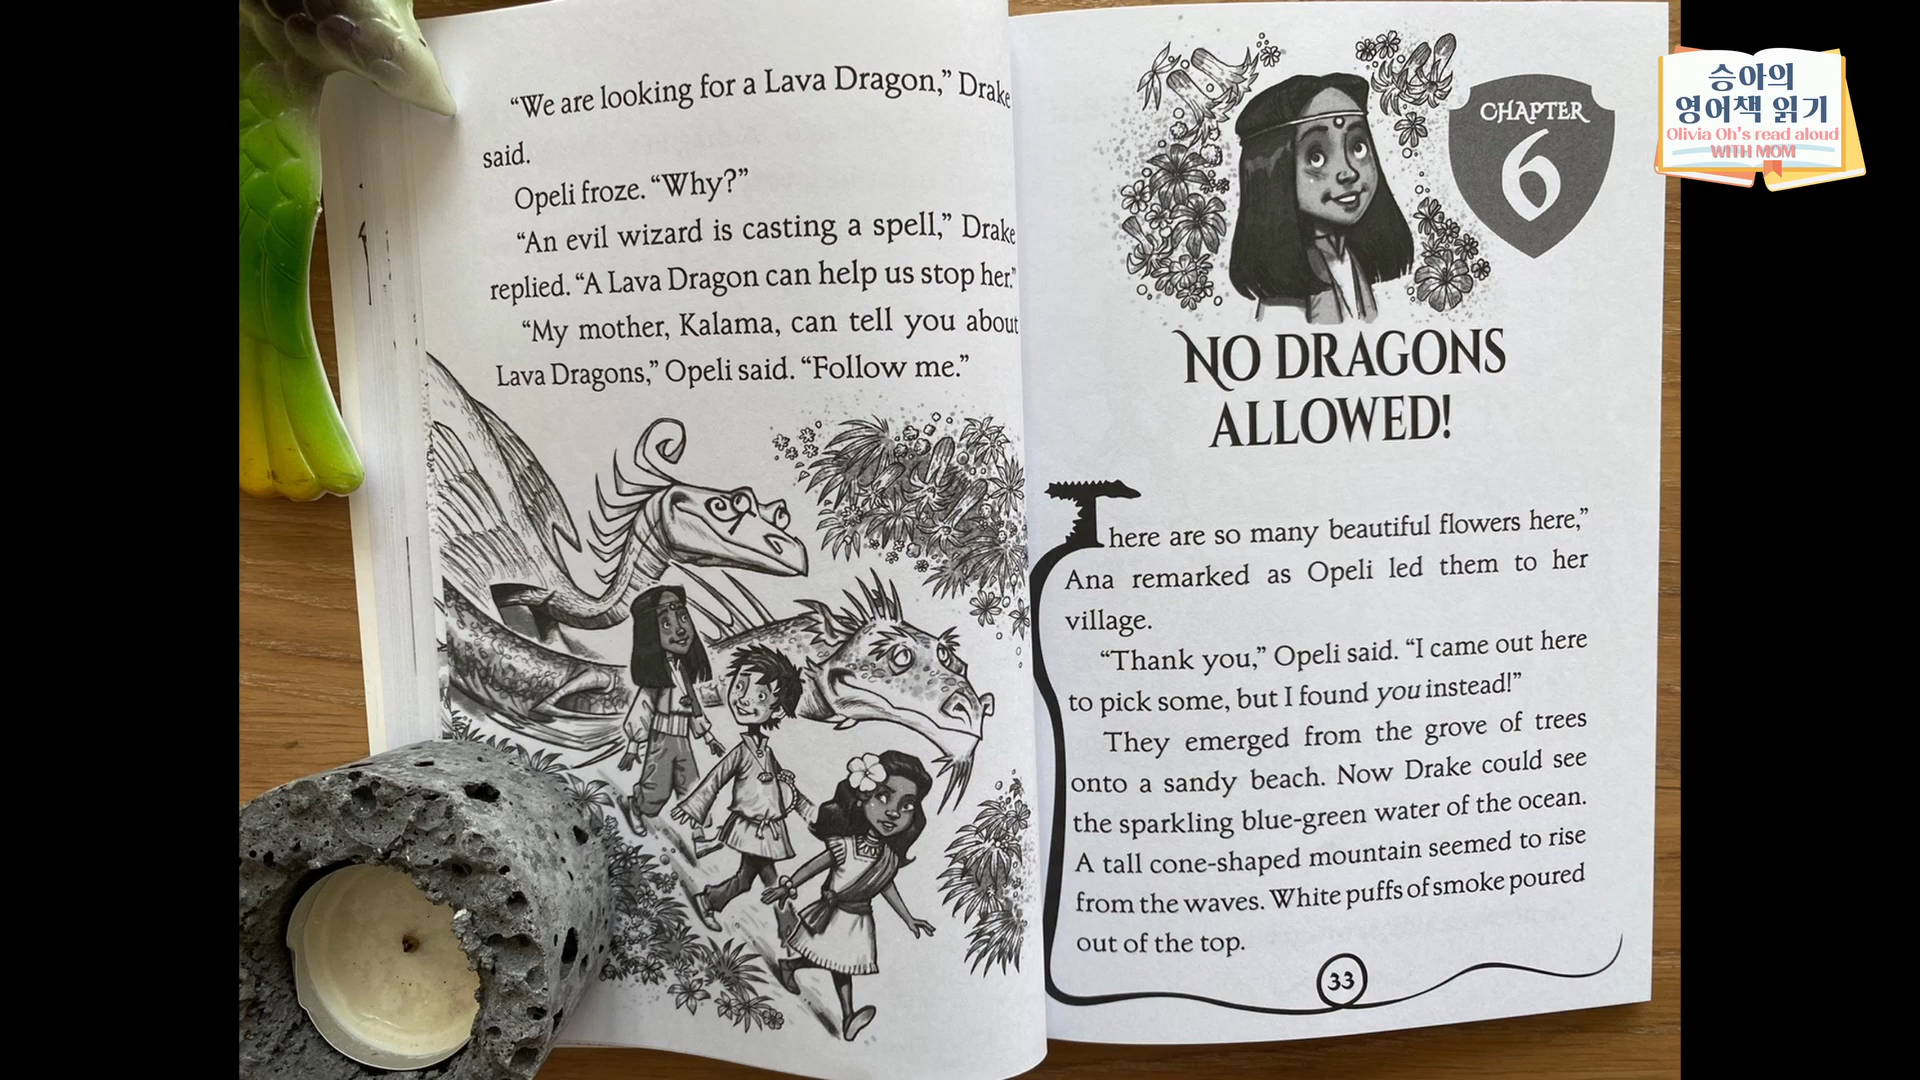 “We are looking for a Lava Dragon,” Drake
said.
Opeli froze. “Why?”
“An evil wizard is casting a spell,” Drake
replied. “A Lava Dragon can help us stop her.”
“My mother, Kalama, can tell you about
Lava Dragons,” Opeli said. “Follow me.”
CHAPTER
6
NO DRAGONS
ALLOWED!
There are so many beautiful flowers here,”
Ana remarked as Opeli led them to her
village.
“Thank you,” Opeli said. “I came out here
to pick some, but I found you instead!”
They emerged from the grove of trees
onto a sandy beach. Now Drake could see
the sparkling blue-green water of the ocean.
A tall cone-shaped mountain seemed to rise
from the waves. White puffs of smoke poured
out of the top.
33
승아의
영어책 읽기
Olivia Oh's read aloud
WITH MOM